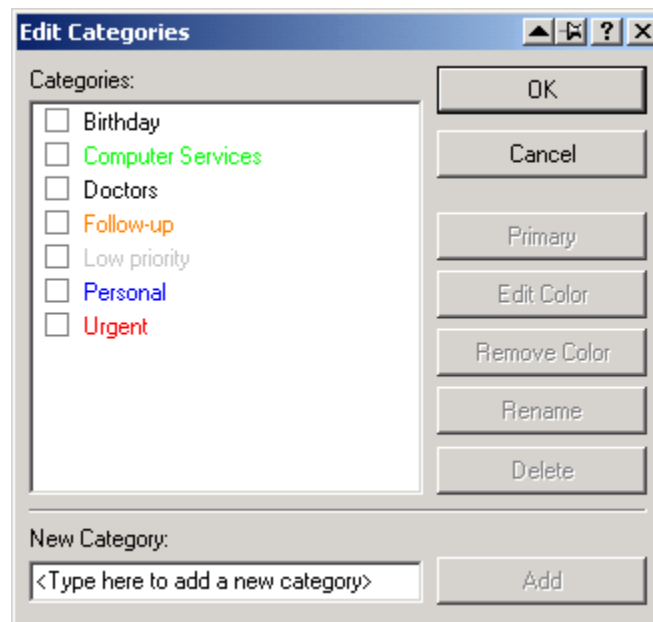 Edit Categories
Categories:
Birthday
Computer Services
Doctors
Follow-up
Low priority
Personal
Urgent
OK
Cancel
Primary
Edit Color
Remove Color
Rename
Delete
New Category:
<Type here to add a new category>
Add